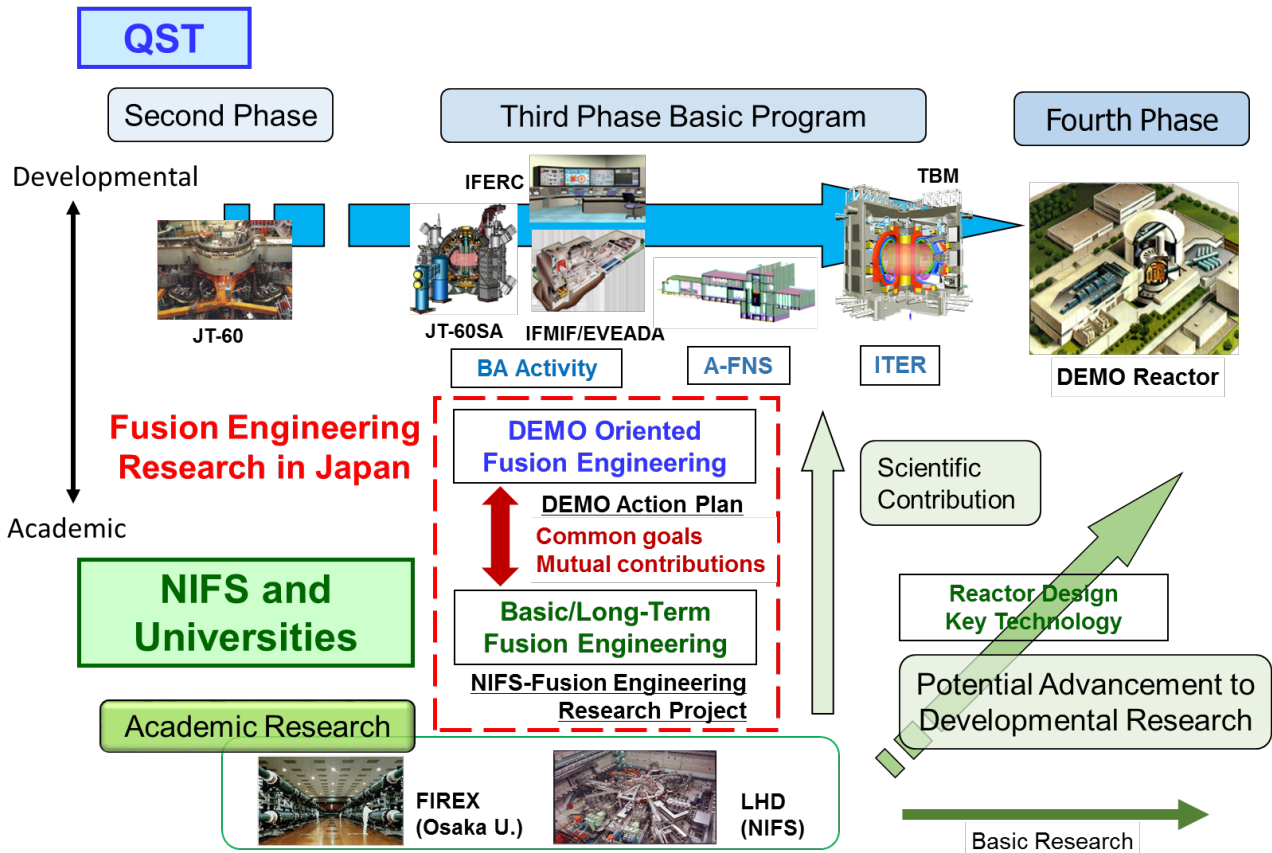 QST
Second Phase
Third Phase Basic Program
Fourth Phase
Developmental
IFERC
TBM
JT-60
JT-60SA
IFMIF/EVEADA
BA Activity
A-FNS
ITER
DEMO Reactor
Fusion Engineering
Research in Japan
DEMO Oriented
Fusion Engineering
DEMO Action Plan
Common goals
Mutual contributions
Basic/Long-Term
Fusion Engineering
NIFS-Fusion Engineering
Research Project
Scientific
Contribution
Academic
NIFS and
Universities
Reactor Design
Key Technology
Potential Advancement to
Developmental Research
Academic Research
FIREX
(Osaka U.)
LHD
(NIFS)
Basic Research